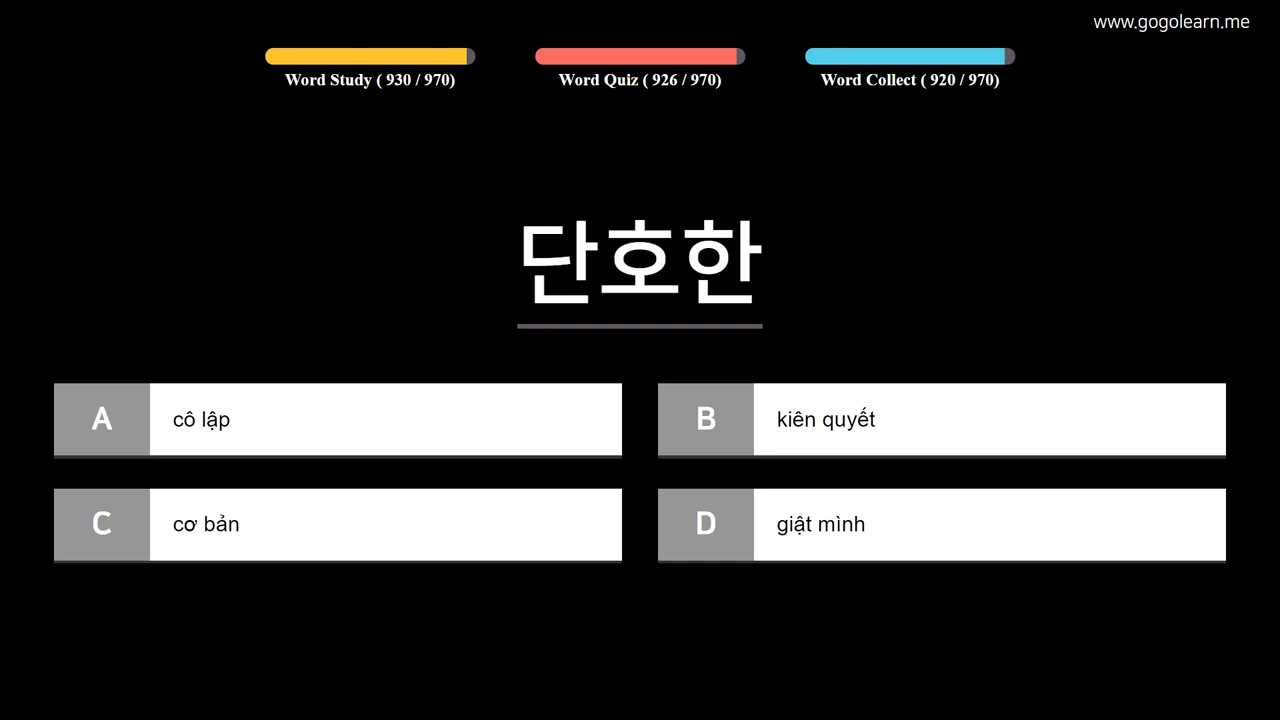 www.gogolearn.me
Word Study ( 930 / 970)
Word Quiz ( 926 / 970)
Word Collect ( 920 / 970)
단호한
A cô lập
B kiên quyết
C cơ bản
D giật mình